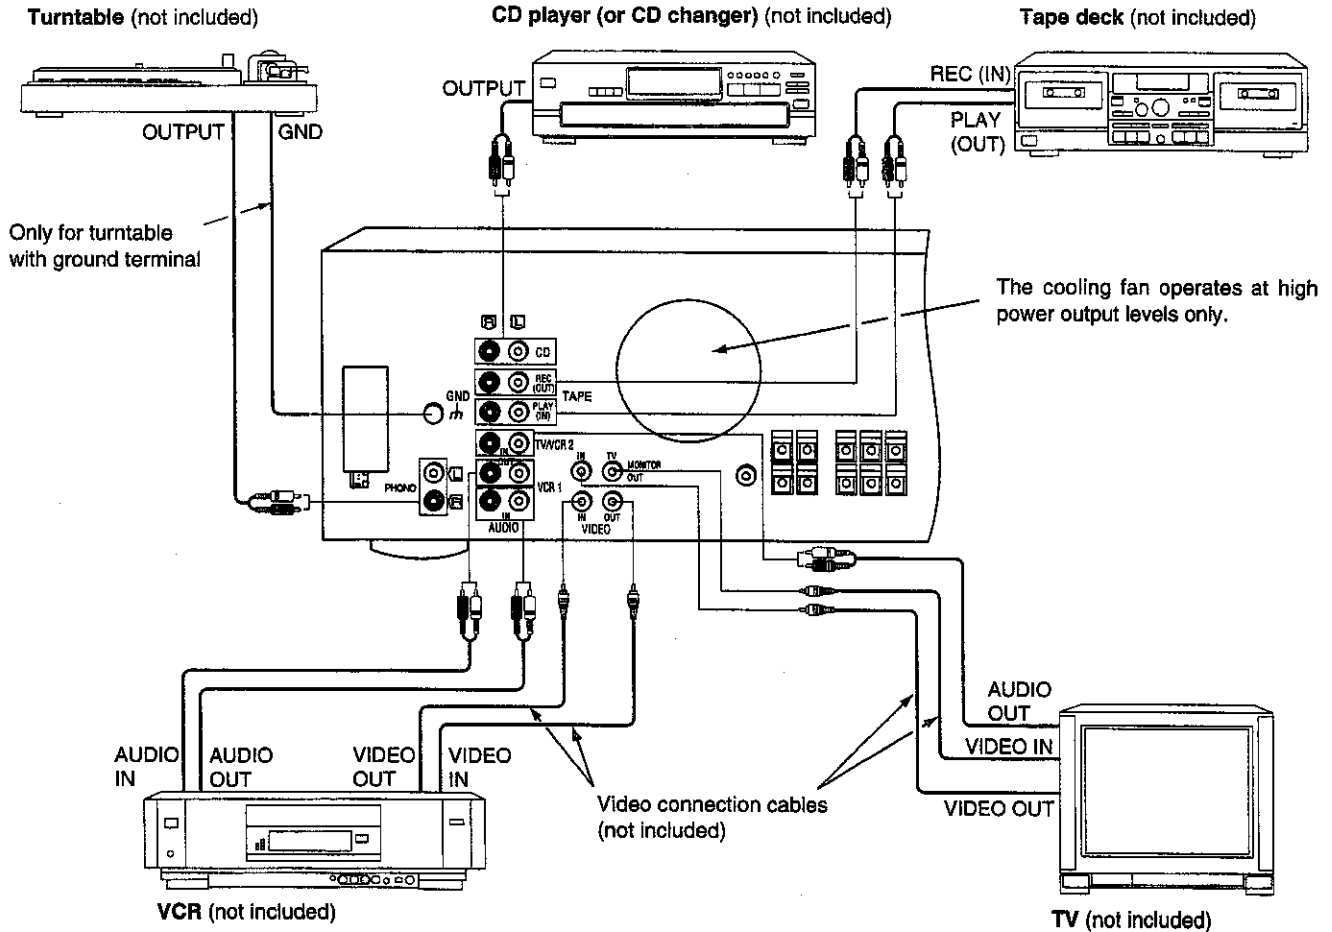 Turntable (not included)
CD player (or CD changer) (not included)
Tape deck (not included)
OUTPUT
GND
OUTPUT
REC (IN)
PLAY
(OUT)
Only for turntable
with ground terminal
The cooling fan operates at high
power output levels only.
R L
CD
REC
(OUT)
TAPE
GND
PLAY
(IN)
TV/VCR 2
IN
OUT
IN
TV
MONITOR
OUT
PHONO
L
R
VCR 1
IN
AUDIO
IN
OUT
VIDEO
AUDIO
IN
AUDIO
OUT
VIDEO
OUT
VIDEO
IN
Video connection cables
(not included)
AUDIO
OUT
VIDEO IN
VIDEO OUT
VCR (not included)
TV (not included)